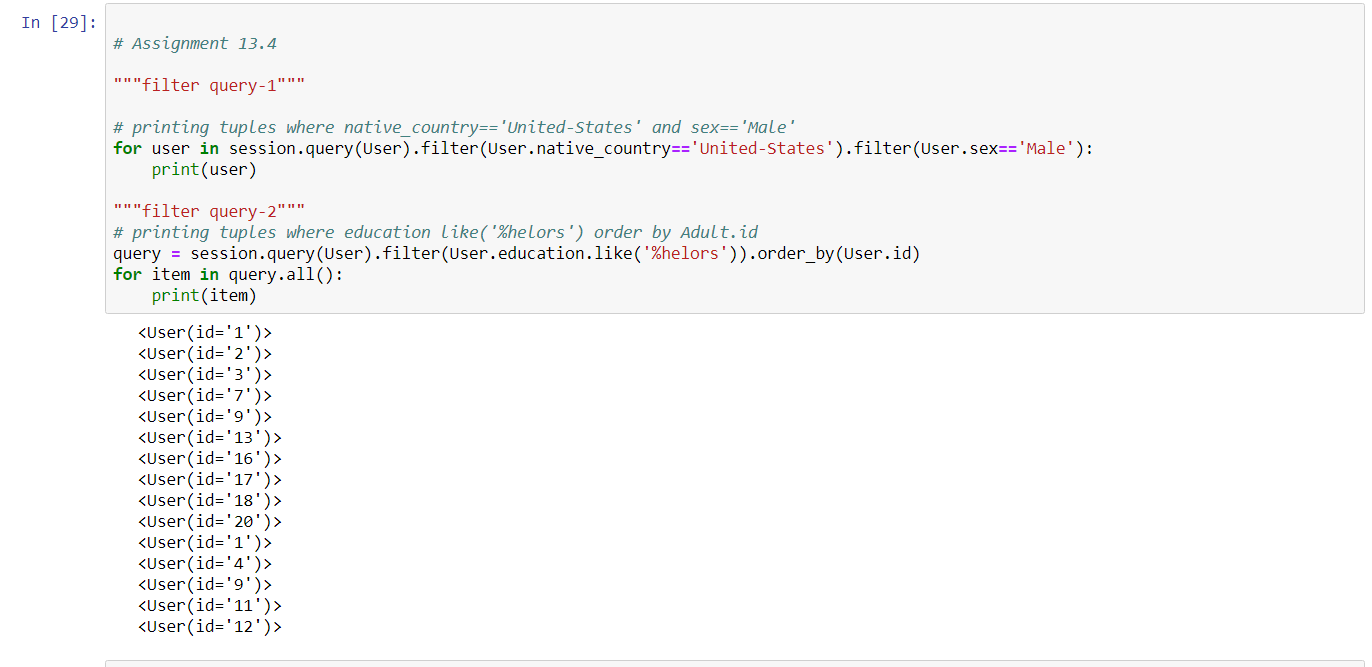 In [29]:
# Assignment 13.4
"""filter query-1"""
# printing tuples where native_country=='United-States' and sex=='Male'
for user in session.query(User).filter(User.native_country=='United-States').filter(User.sex=='Male'):
    print(user)
"""filter query-2"""
# printing tuples where education like('%helors') order by Adult.id
query = session.query(User).filter(User.education.like('%helors')).order_by(User.id)
for item in query.all():
    print(item)
<User(id='1')>
<User(id='2')>
<User(id='3')>
<User(id='7')>
<User(id='9')>
<User(id='13')>
<User(id='16')>
<User(id='17')>
<User(id='18')>
<User(id='20')>
<User(id='1')>
<User(id='4')>
<User(id='9')>
<User(id='11')>
<User(id='12')>